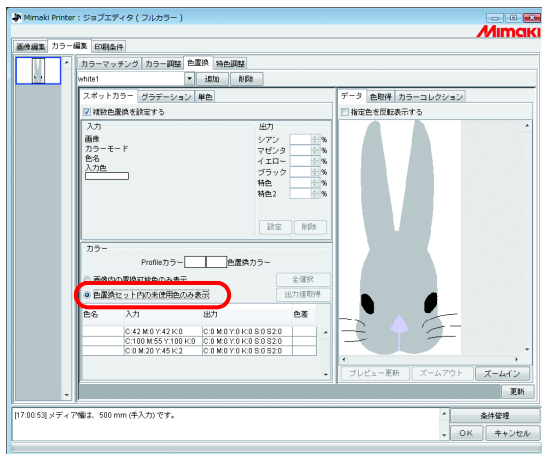 Mimaki Printer : ジョブエディタ ( フルカラー )
Mimaki
画像編集 カラー編集 印刷条件
カラーマッチング カラー調整 色置換 特色調整
white1 追加 削除
スポットカラー グラデーション 単色
複数色置換を設定する
入力
画像
カラーモード
色名
入力色
出力
シアン %
マゼンタ %
イエロー %
ブラック %
特色 %
特色2 %
設定 削除
カラー
Profileカラー 色置換カラー
画像内の置換可能色のみ表示 全選択
色置換セット内の未使用色のみ表示 出力値取得
色名 入力 出力 色差
C:42 M:0 Y:42 K:0 C:0 M:0 Y:0 K:0 S:0 S2:0
C:100 M:55 Y:100 K:0 C:0 M:0 Y:0 K:0 S:0 S2:0
C:0 M:20 Y:45 K:2 C:0 M:0 Y:0 K:0 S:0 S2:0
データ 色取得 カラーコレクション
指定色を反転表示する
プレビュー更新 ズームアウト ズームイン
更新
[17:00:53] メディア幅は、500 mm (手入力) です。
条件管理
OK キャンセル